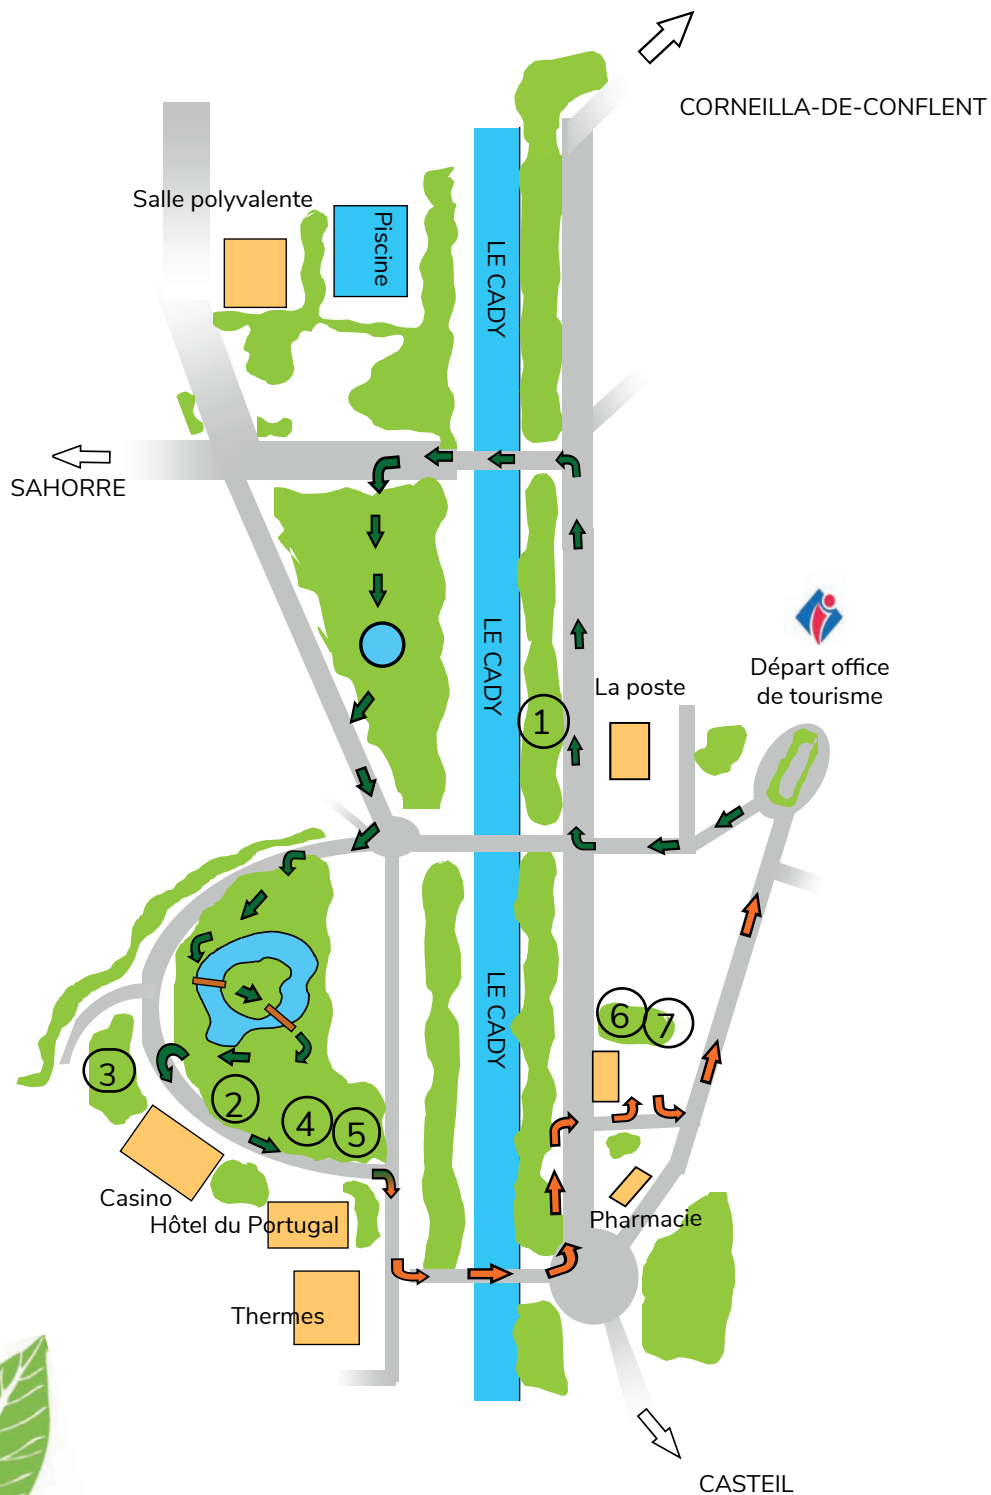 CORNEILLA-DE-CONFLENT
Salle polyvalente
Piscine
LE CADY
SAHORRE
Départ office
de tourisme
LE CADY
La poste
1
LE CADY
6
7
3
2
4
5
Casino
Hôtel du Portugal
Pharmacie
Thermes
CASTEIL